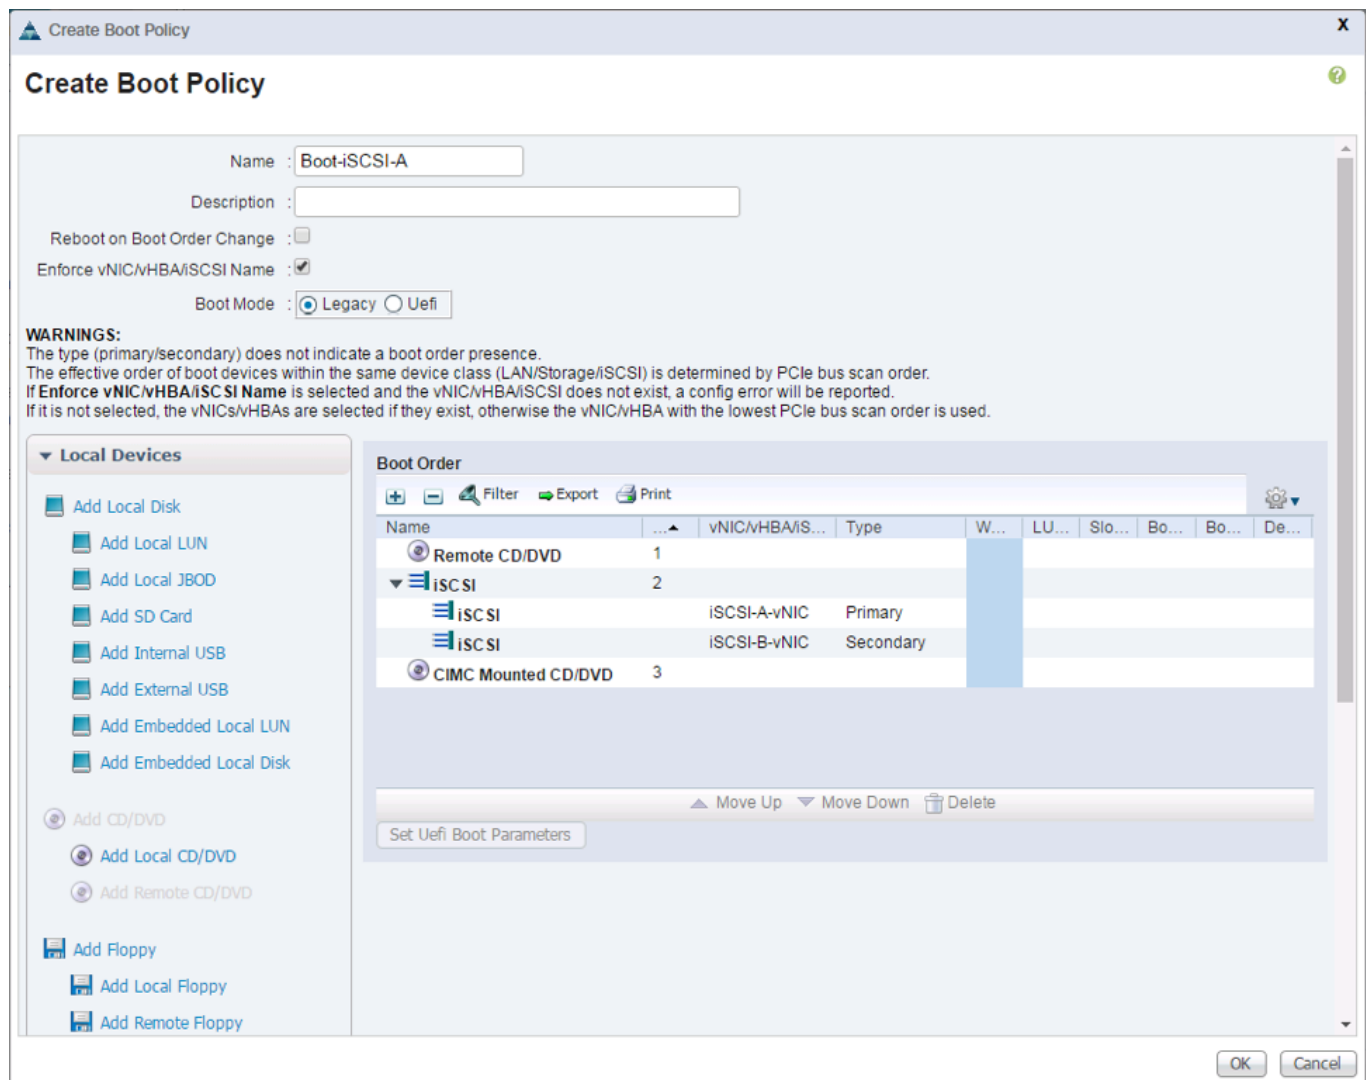 Create Boot Policy X
Create Boot Policy ?
Name : Boot-iSCSI-A
Description :
Reboot on Boot Order Change :
Enforce vNIC/vHBA/iSCSI Name :
Boot Mode : Legacy Uefi
WARNINGS:
The type (primary/secondary) does not indicate a boot order presence.
The effective order of boot devices within the same device class (LAN/Storage/iSCSI) is determined by PCIe bus scan order.
If Enforce vNIC/vHBA/iSCSI Name is selected and the vNIC/vHBA/iSCSI does not exist, a config error will be reported.
If it is not selected, the vNICs/vHBAs are selected if they exist, otherwise the vNIC/vHBA with the lowest PCIe bus scan order is used.
Local Devices
Add Local Disk
Add Local LUN
Add Local JBOD
Add SD Card
Add Internal USB
Add External USB
Add Embedded Local LUN
Add Embedded Local Disk
Add CD/DVD
Add Local CD/DVD
Add Remote CD/DVD
Add Floppy
Add Local Floppy
Add Remote Floppy
Boot Order
+ − Filter Export Print
Name ... vNIC/vHBA/iS... Type W... LU... Slo... Bo... Bo... De...
Remote CD/DVD 1
iSCSI 2
iSCSI iSCSI-A-vNIC Primary
iSCSI iSCSI-B-vNIC Secondary
CIMC Mounted CD/DVD 3
Move Up Move Down Delete
Set Uefi Boot Parameters
OK Cancel